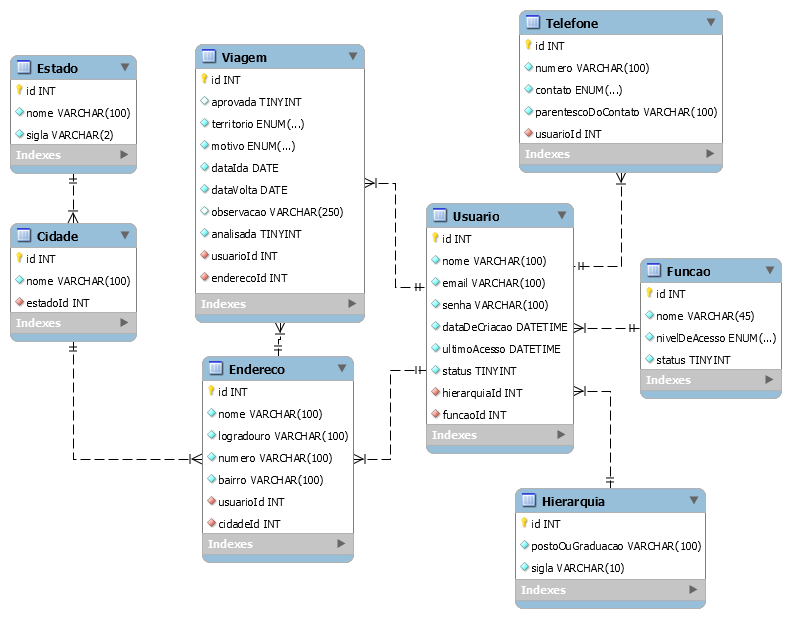 Estado
id INT
nome VARCHAR(100)
sigla VARCHAR(2)
Indexes
Cidade
id INT
nome VARCHAR(100)
estadoId INT
Indexes
Viagem
id INT
aprovada TINYINT
territorio ENUM(...)
motivo ENUM(...)
dataIda DATE
dataVolta DATE
observacao VARCHAR(250)
analisada TINYINT
usuarioId INT
enderecoId INT
Indexes
Endereco
id INT
nome VARCHAR(100)
logradouro VARCHAR(100)
numero VARCHAR(100)
bairro VARCHAR(100)
usuarioId INT
cidadeId INT
Indexes
Telefone
id INT
numero VARCHAR(100)
contato ENUM(...)
parentescoDoContato VARCHAR(100)
usuarioId INT
Indexes
Usuario
id INT
nome VARCHAR(100)
email VARCHAR(100)
senha VARCHAR(100)
dataDeCriacao DATETIME
ultimoAcesso DATETIME
status TINYINT
hierarquiaId INT
funcaoId INT
Indexes
Funcao
id INT
nome VARCHAR(45)
nivelDeAcesso ENUM(...)
status TINYINT
Indexes
Hierarquia
id INT
postoOuGraduacao VARCHAR(100)
sigla VARCHAR(10)
Indexes